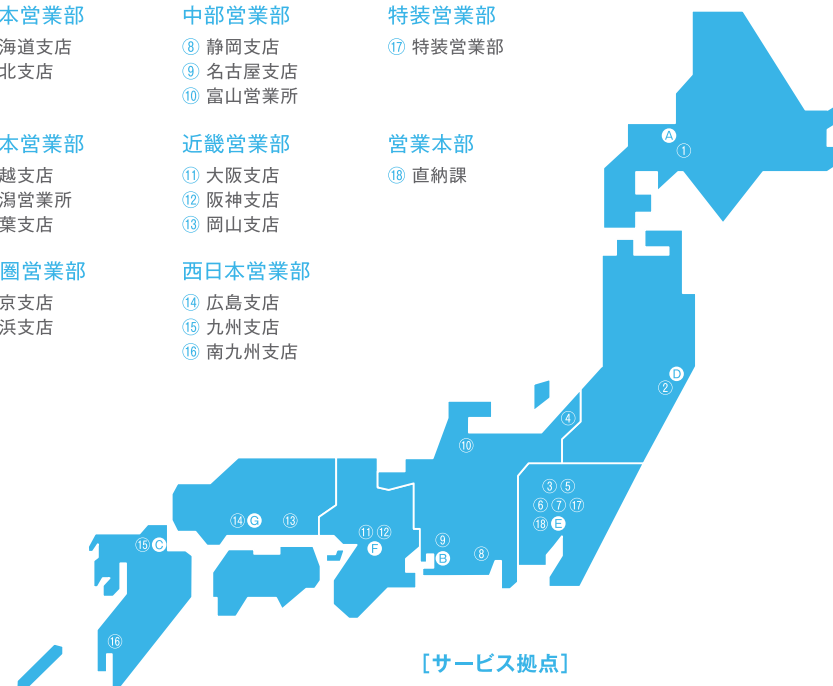 本営業部
海道支店
北支店
中部営業部
⑧ 静岡支店
⑨ 名古屋支店
⑩ 富山営業所
特装営業部
⑰ 特装営業部
本営業部
越支店
潟営業所
葉支店
近畿営業部
⑪ 大阪支店
⑫ 阪神支店
⑬ 岡山支店
営業本部
⑱ 直納課
圏営業部
京支店
浜支店
西日本営業部
⑭ 広島支店
⑮ 九州支店
⑯ 南九州支店
A
①
D
②
④
⑩
③ ⑤
⑥ ⑦ ⑰
⑱ E
⑭ G ⑬
⑪ ⑫
F
⑨
B ⑧
⑮ C
⑯
[サービス拠点]